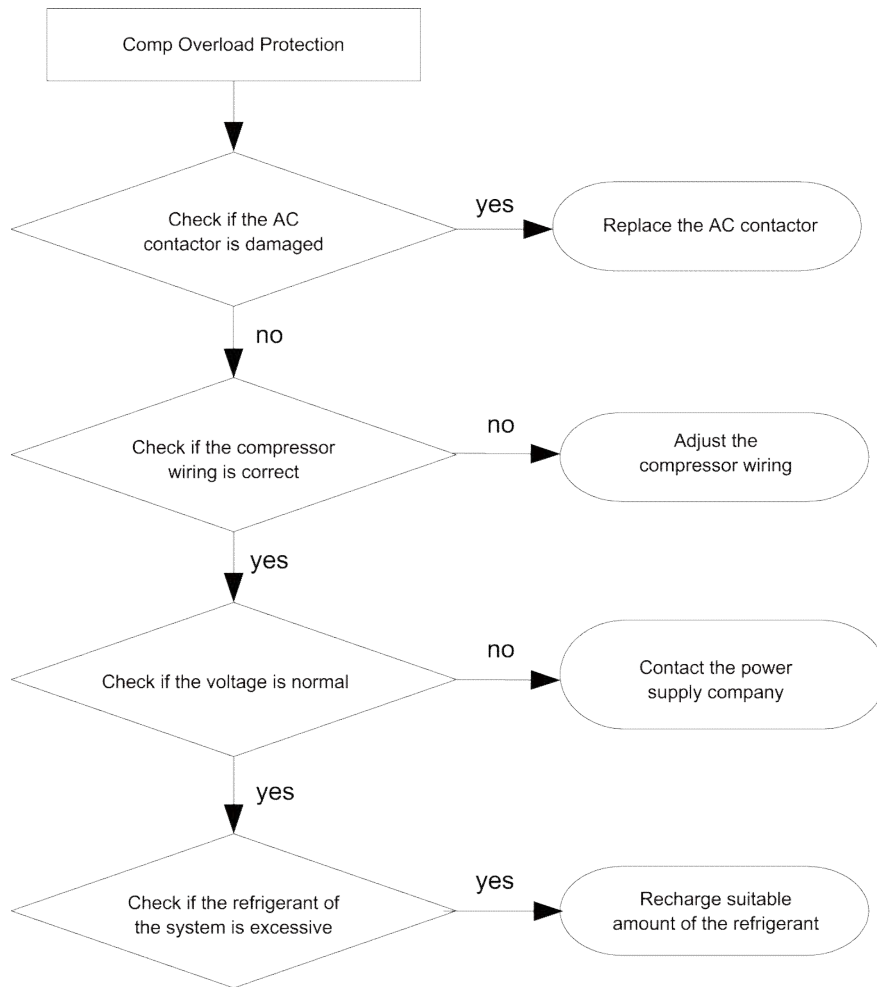 Comp Overload Protection
Check if the AC
contactor is damaged
yes
Replace the AC contactor
no
Check if the compressor
wiring is correct
no
Adjust the
compressor wiring
yes
Check if the voltage is normal
no
Contact the power
supply company
yes
Check if the refrigerant of
the system is excessive
yes
Recharge suitable
amount of the refrigerant